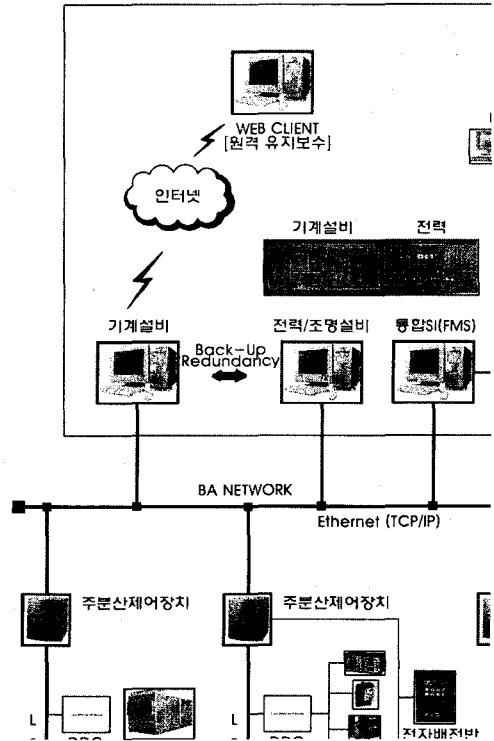 WEB CLIENT
[원격 유지보수]
인터넷
기계설비
전력
기계설비
전력/조명설비
통합SI(FMS)
Back-Up
Redundancy
BA NETWORK
Ethernet (TCP/IP)
주분산제어장치
주분산제어장치
L
L
DDC
DDC
전자배전반